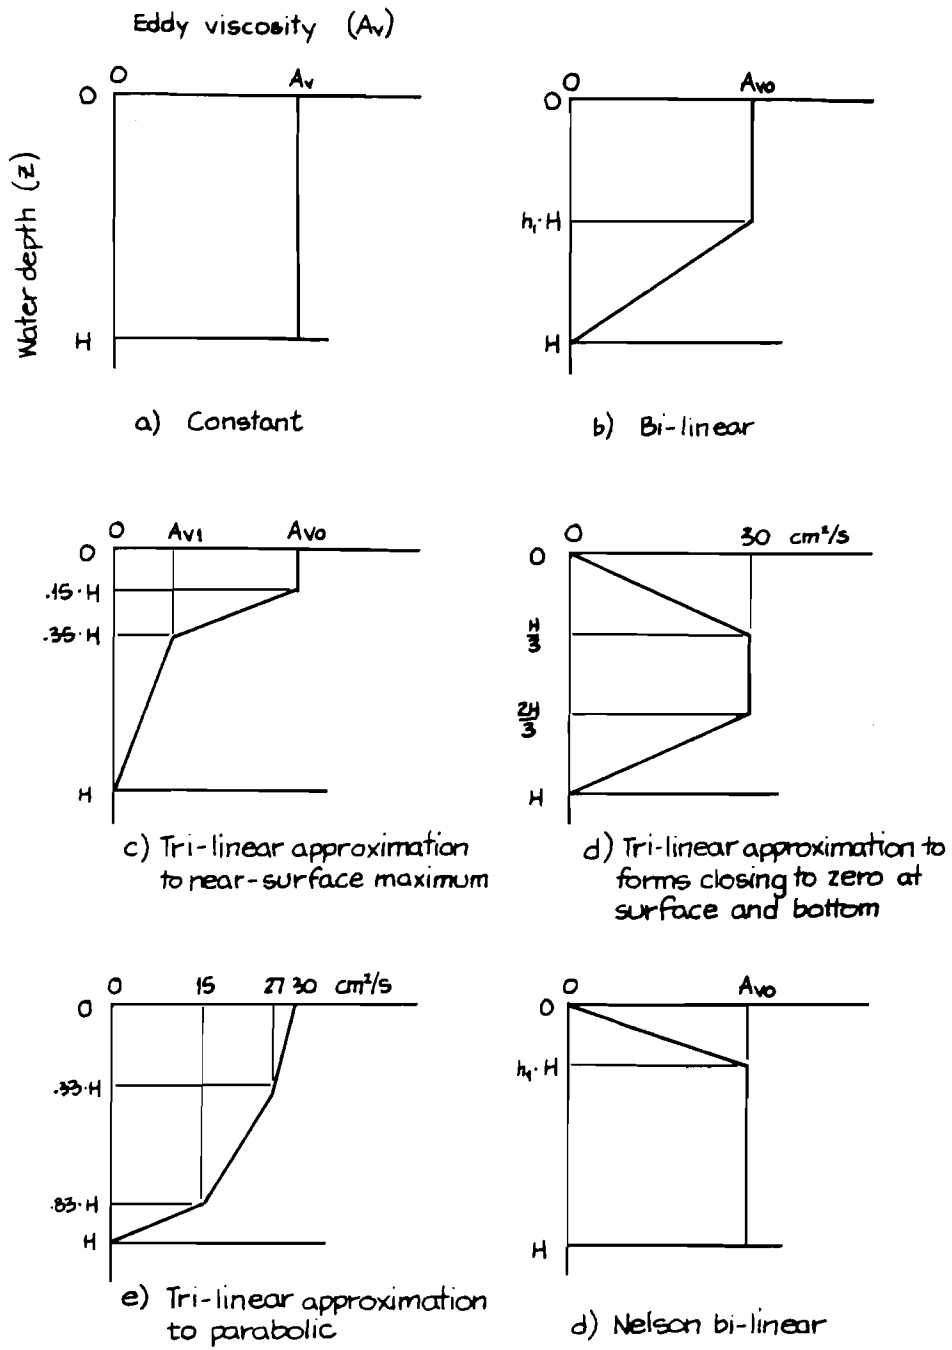 Eddy viscosity (Av)
Water depth (z)
0 Av
0
H
a) Constant
0 Av0
0
h₁·H
H
b) Bi-linear
0 Av1 Av0
0
.15·H
.35·H
H
c) Tri-linear approximation
to near-surface maximum
0 30 cm²/s
0
H/3
2H/3
H
d) Tri-linear approximation to
forms closing to zero at
surface and bottom
0 15 27 30 cm²/s
0
.33·H
.83·H
H
e) Tri-linear approximation
to parabolic
0 Av0
0
h₁·H
H
d) Nelson bi-linear